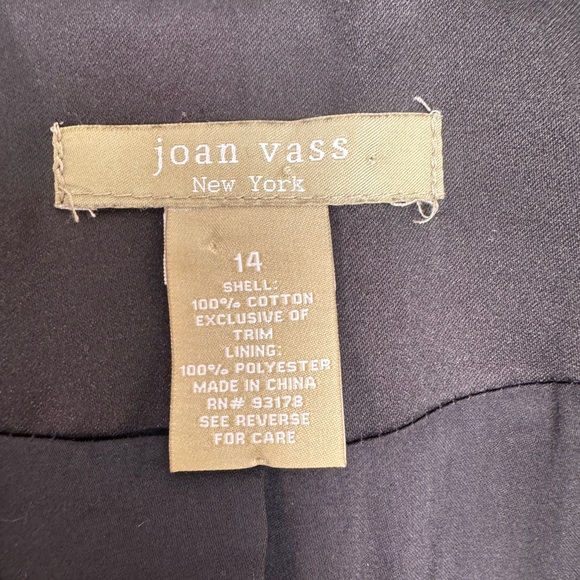 joan vass
New York
14
SHELL:
100% COTTON
EXCLUSIVE OF
TRIM
LINING:
100% POLYESTER
MADE IN CHINA
RN# 93178
SEE REVERSE
FOR CARE